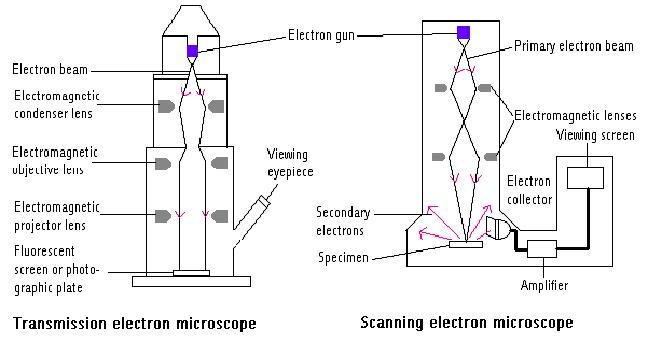 Electron gun
Electron beam
Electromagnetic
condenser lens
Electromagnetic
objective lens
Viewing
eyepiece
Electromagnetic
projector lens
Fluorescent
screen or photo-
graphic plate
Transmission electron microscope
Primary electron beam
Electromagnetic lenses
Viewing screen
Electron
collector
Secondary
electrons
Specimen
Amplifier
Scanning electron microscope